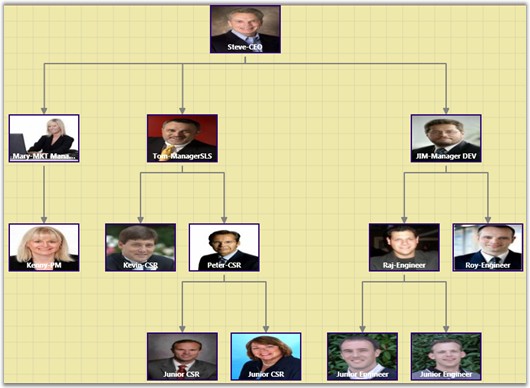 Steve-CEO
Mary-MKT Mana...
Tom-ManagerSLS
JIM-Manager DEV
Kenny-PM
Kevin-CSR
Peter-CSR
Raj-Engineer
Roy-Engineer
Junior CSR
Junior CSR
Junior Engineer
Junior Engineer